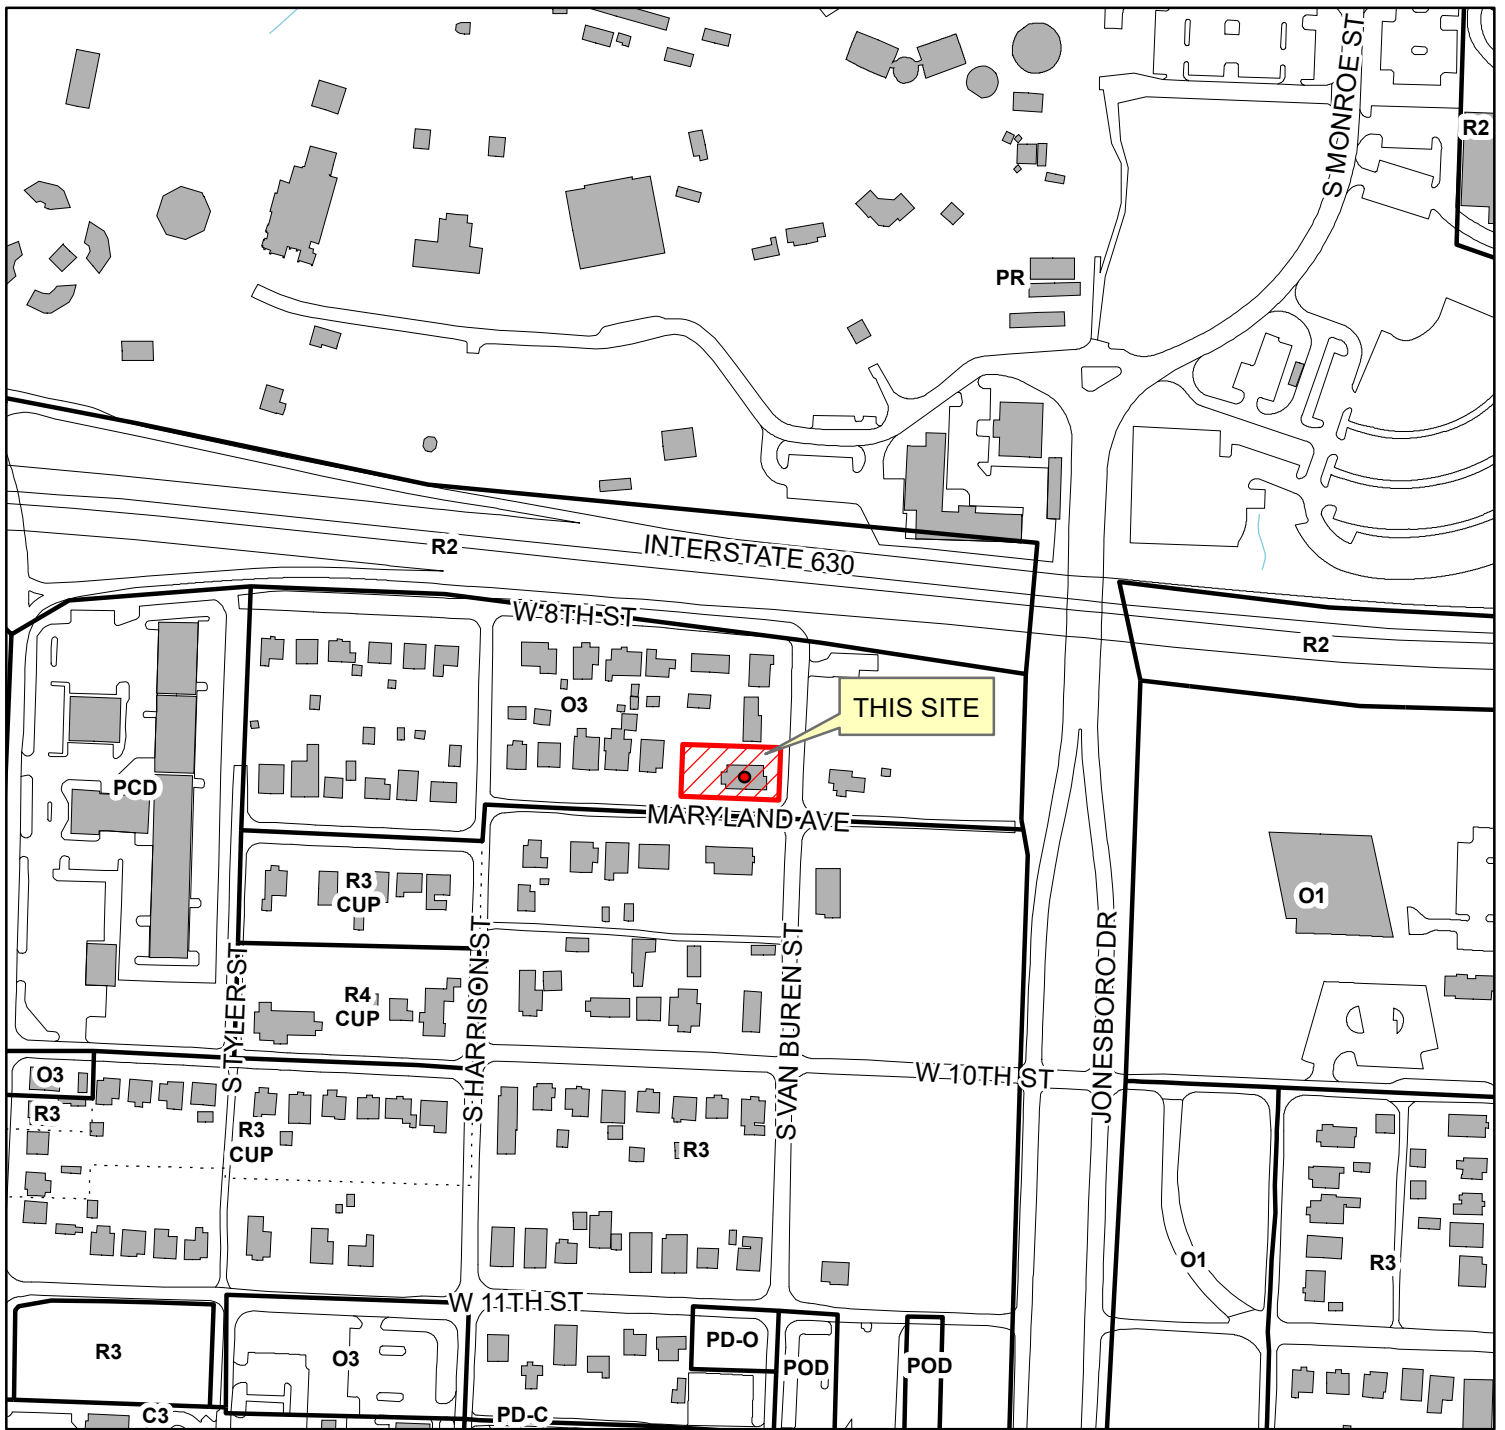 S MONROE ST
R2
PR
R2
INTERSTATE 630
W 8TH ST
R2
O3
THIS SITE
PCD
MARYLAND AVE
R3
CUP
O1
S TYLER ST
S HARRISON ST
S VAN BUREN ST
JONESBORO DR
R4
CUP
W 10TH ST
O3
R3
R3
CUP
R3
O1
R3
W 11TH ST
R3
O3
PD-O
POD
POD
C3
PD-C